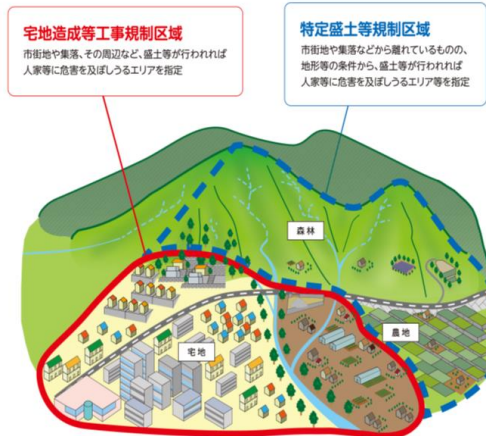 宅地造成等工事規制区域
市街地や集落、その周辺など、盛土等が行われれば
人家等に危害を及ぼしうるエリアを指定
特定盛土等規制区域
市街地や集落などから離れているものの、
地形等の条件から、盛土等が行われれば
人家等に危害を及ぼしうるエリア等を指定
森林
農地
宅地